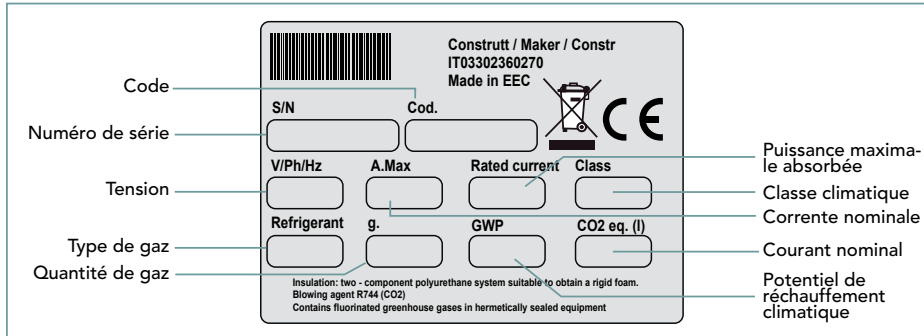 Construtt / Maker / Constr
IT03302360270
Made in EEC
Code
S/N
Cod.
Numéro de série
V/Ph/Hz
A.Max
Rated current
Class
Puissance maxima-
le absorbée
Tension
Classe climatique
Corrente nominale
Refrigerant
g.
GWP
CO2 eq. (l)
Type de gaz
Courant nominal
Quantité de gaz
Potentiel de
réchauffement
climatique
Insulation: two - component polyurethane system suitable to obtain a rigid foam.
Blowing agent R744 (CO2)
Contains fluorinated greenhouse gases in hermetically sealed equipment
CE